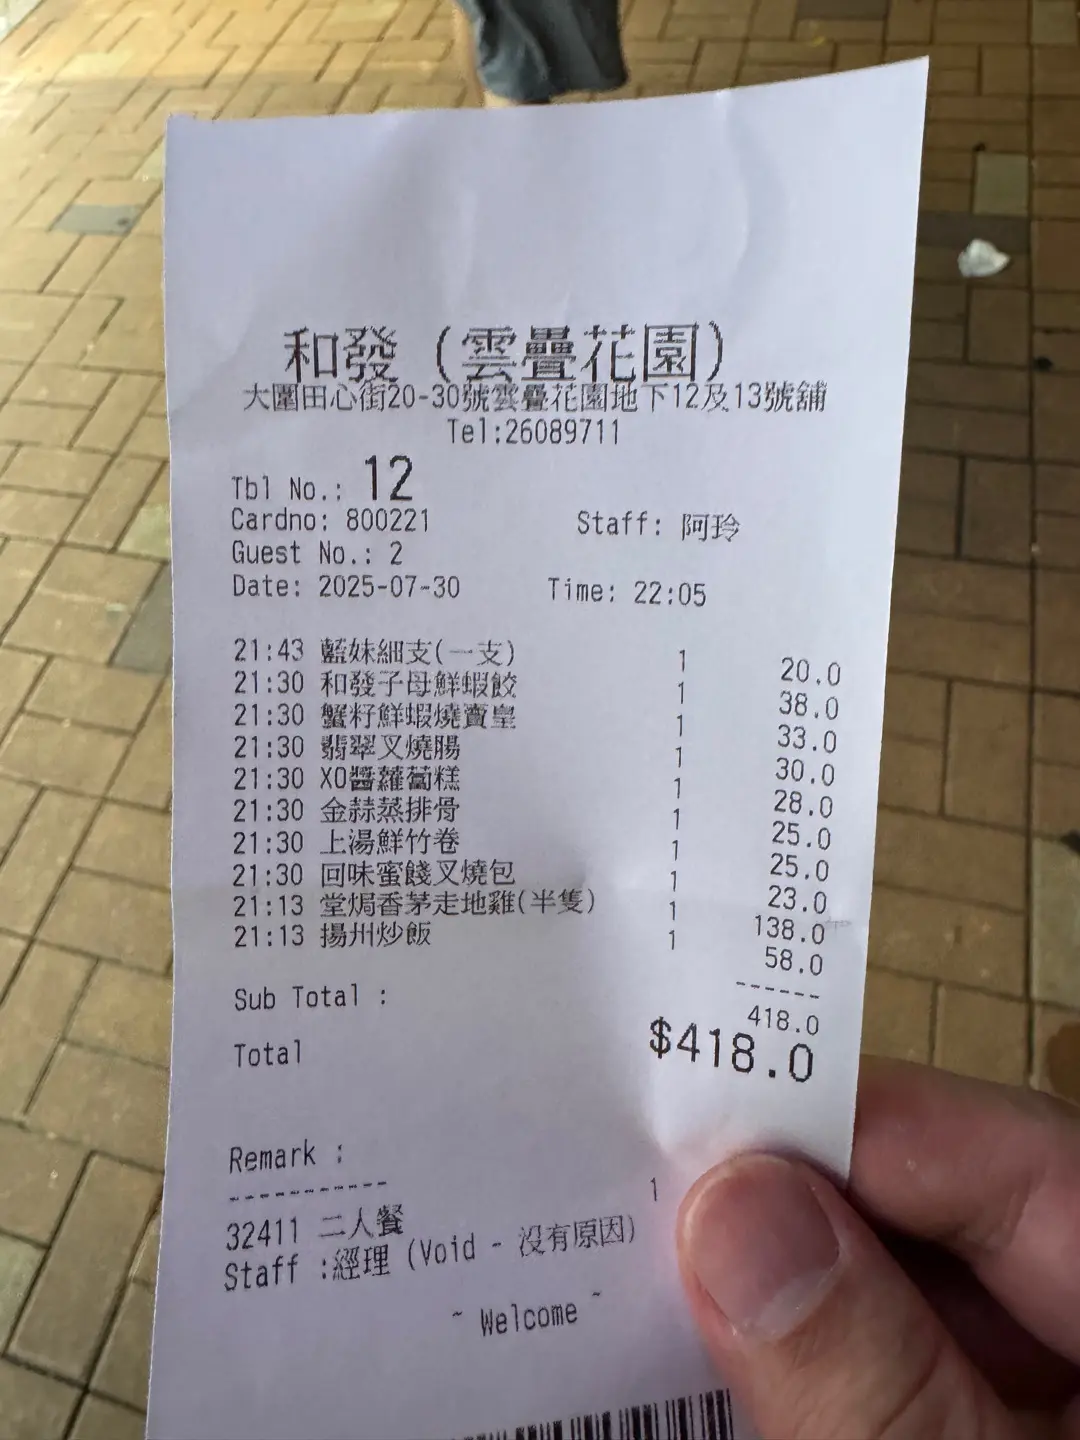 和發（雲疊花園）
大圍田心街20-30號雲疊花園地下12及13號舖
Tel:26089711
Tbl No.: 12
Cardno: 800221 Staff: 阿玲
Guest No.: 2
Date: 2025-07-30 Time: 22:05
21:43 藍妹細支(一支) 1 20.0
21:30 和發子母鮮蝦餃 1 38.0
21:30 蟹籽鮮蝦燒賣皇 1 33.0
21:30 翡翠叉燒腸 1 30.0
21:30 XO醬蘿蔔糕 1 28.0
21:30 金蒜蒸排骨 1 25.0
21:30 上湯鮮竹卷 1 25.0
21:30 回味蜜餞叉燒包 1 23.0
21:13 堂焗香茅走地雞(半隻) 1 138.0
21:13 揚州炒飯 1 58.0
------
Sub Total : 418.0
Total $418.0
Remark :
-----------
32411 二人餐 1
Staff :經理 (Void - 没有原因)
~ Welcome ~